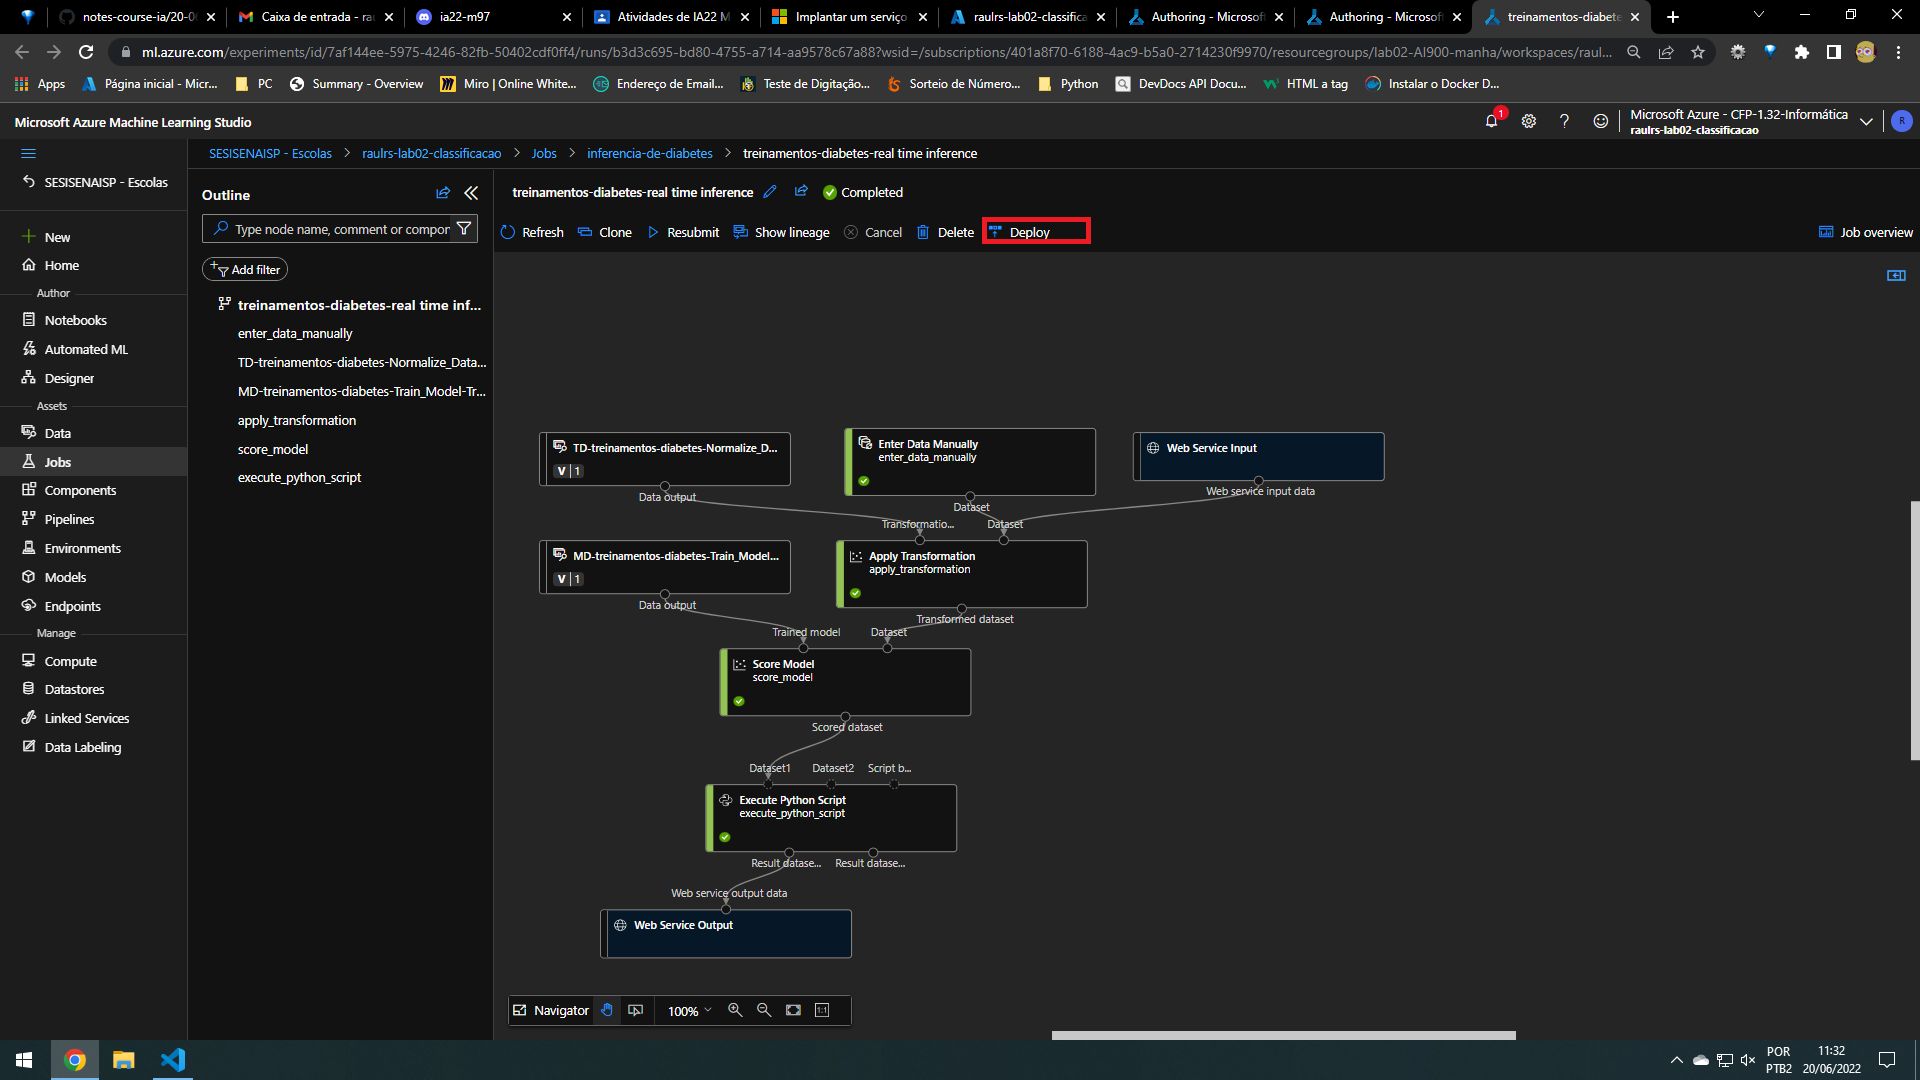 notes-course-ia/20-06
Caixa de entrada - rau
ia22-m97
Atividades de IA22 M
Implantar um serviço
raulrs-lab02-classifica
Authoring - Microsof
Authoring - Microsof
treinamentos-diabete
ml.azure.com/experiments/id/7af144ee-5975-4246-82fb-50402cdf0ff4/runs/b3d3c695-bd80-4755-a714-aa9578c67a88?wsid=/subscriptions/401a8f70-6188-4ac9-b5a0-2714230f9970/resourcegroups/lab02-AI900-manha/workspaces/raul...
Apps
Página inicial - Micr...
PC
Summary - Overview
Miro | Online White...
Endereço de Email...
Teste de Digitação...
Sorteio de Número...
Python
DevDocs API Docu...
HTML a tag
Instalar o Docker D...
Microsoft Azure Machine Learning Studio
1
Microsoft Azure - CFP-1.32-Informática
raulrs-lab02-classificacao
R
SESISENAISP - Escolas
raulrs-lab02-classificacao
Jobs
inferencia-de-diabetes
treinamentos-diabetes-real time inference
SESISENAISP - Escolas
New
Home
Author
Notebooks
Automated ML
Designer
Assets
Data
Jobs
Components
Pipelines
Environments
Models
Endpoints
Manage
Compute
Datastores
Linked Services
Data Labeling
Outline
Type node name, comment or compor
Add filter
treinamentos-diabetes-real time inf...
enter_data_manually
TD-treinamentos-diabetes-Normalize_Data...
MD-treinamentos-diabetes-Train_Model-Tr...
apply_transformation
score_model
execute_python_script
treinamentos-diabetes-real time inference
Completed
Refresh
Clone
Resubmit
Show lineage
Cancel
Delete
Deploy
Job overview
TD-treinamentos-diabetes-Normalize_D...
V | 1
Data output
Enter Data Manually
enter_data_manually
Dataset
Web Service Input
Web service input data
Transformatio...
Dataset
MD-treinamentos-diabetes-Train_Model...
V | 1
Data output
Apply Transformation
apply_transformation
Transformed dataset
Trained model
Dataset
Score Model
score_model
Scored dataset
Dataset1
Dataset2
Script b...
Execute Python Script
execute_python_script
Result datase...
Result datase...
Web service output data
Web Service Output
Navigator
100%
1:1
POR
PTB2
11:32
20/06/2022